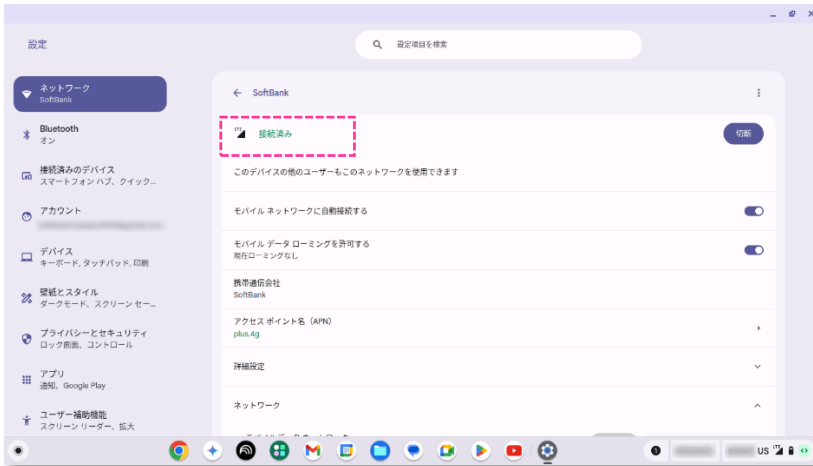 設定
設定項目を検索
ネットワーク
SoftBank
Bluetooth
オン
接続済みのデバイス
スマートフォン ハブ、クイック...
アカウント
デバイス
キーボード, タッチパッド, 印刷
壁紙とスタイル
ダークモード、スクリーン セー...
プライバシーとセキュリティ
ロック画面、コントロール
アプリ
通知、Google Play
ユーザー補助機能
スクリーン リーダー、拡大
SoftBank
LTE
接続済み
切断
このデバイスの他のユーザーもこのネットワークを使用できます
モバイル ネットワークに自動接続する
モバイル データ ローミングを許可する
現在ローミングなし
携帯通信会社
SoftBank
アクセス ポイント名（APN）
plus.4g
詳細設定
ネットワーク
US
LTE